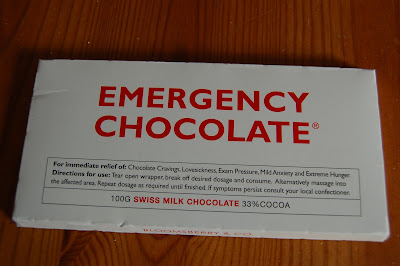 EMERGENCY
CHOCOLATE®
For immediate relief of: Chocolate Cravings, Lovesickness, Exam Pressure, Mild Anxiety and Extreme Hunger.
Directions for use: Tear open wrapper, break off desired dosage and consume. Alternatively massage into
the affected area. Repeat dosage as required until finished. If symptoms persist consult your local confectioner.
100G SWISS MILK CHOCOLATE 33%COCOA
BLOOMSBERRY & CO.